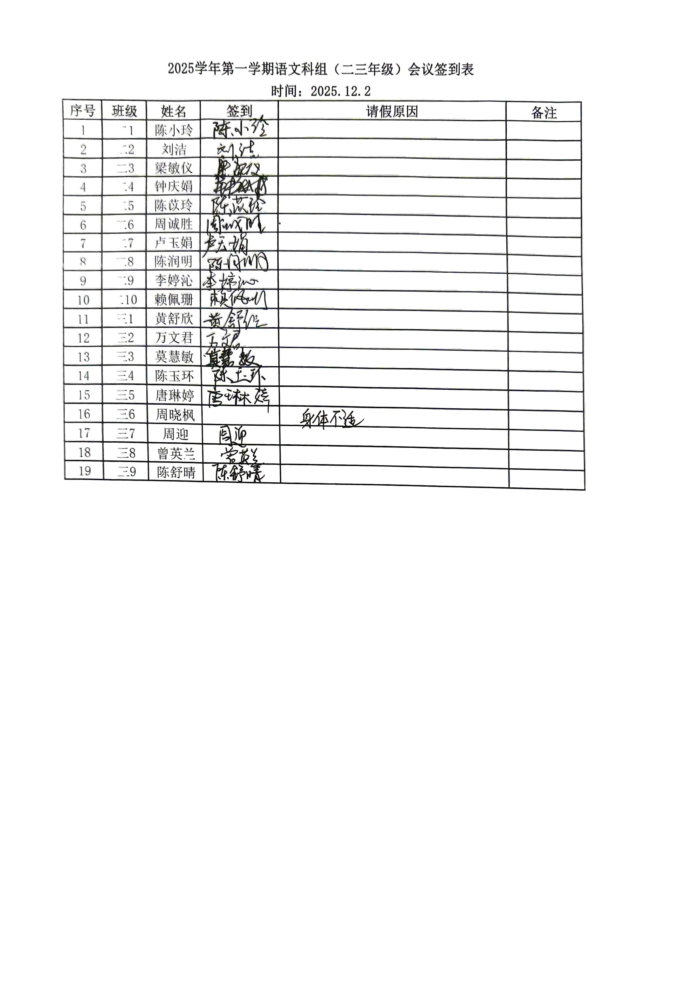 2025学年第一学期语文科组（二三年级）会议签到表
时间：2025.12.2
序号 班级 姓名 签到 请假原因 备注
1 二1 陈小玲 陈小玲
2 二2 刘洁 刘洁
3 二3 梁敏仪
4 二4 钟庆娟
5 二5 陈苡玲 陈苡玲
6 二6 周诚胜 周诚胜
7 二7 卢玉娟 卢玉娟
8 二8 陈润明 陈润明
9 二9 李婷沁 李婷沁
10 二10 赖佩珊 赖佩珊
11 三1 黄舒欣 黄舒欣
12 三2 万文君 万文君
13 三3 莫慧敏 莫慧敏
14 三4 陈玉环 陈玉环
15 三5 唐琳婷 唐琳婷
16 三6 周晓枫 身体不适
17 三7 周迎 周迎
18 三8 曾英兰 曾英兰
19 三9 陈舒晴 陈舒晴